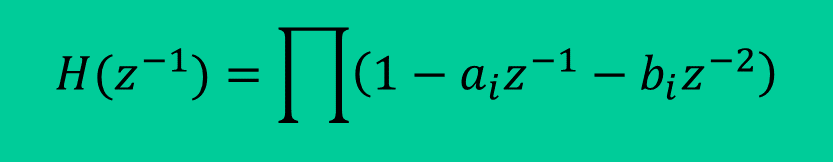 H(z⁻¹) = ∏(1 − aᵢz⁻¹ − bᵢz⁻²)